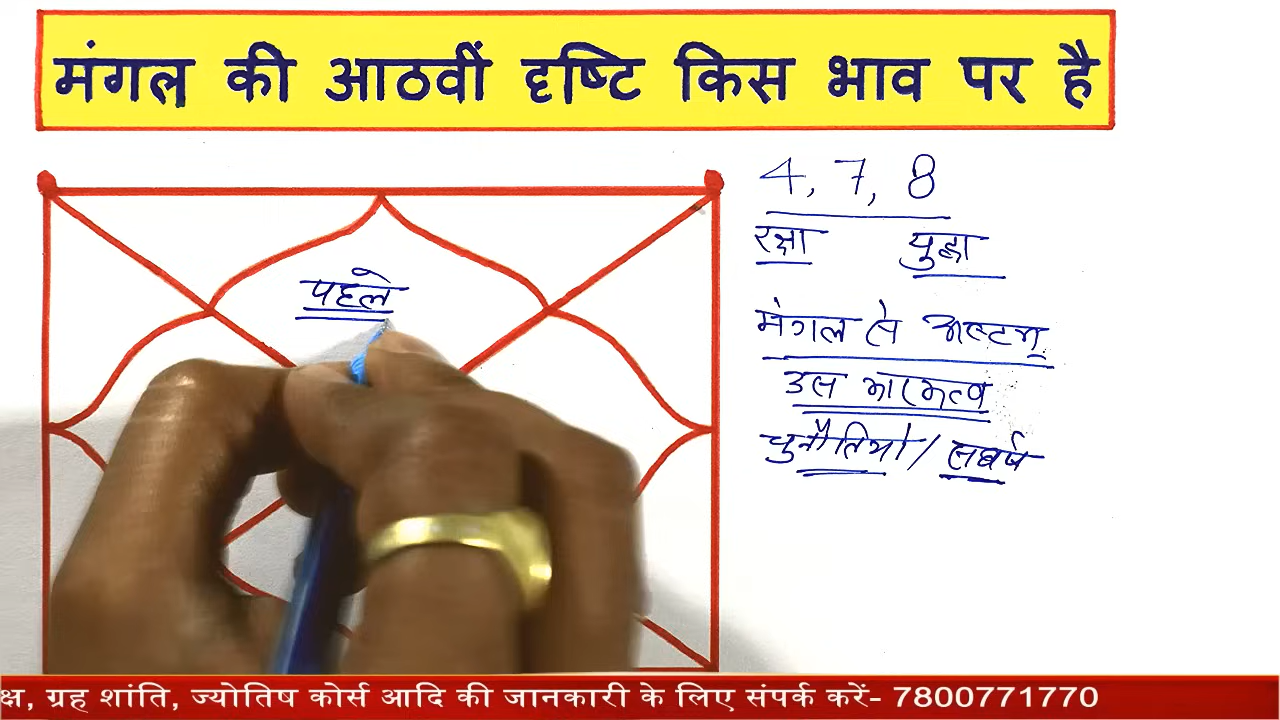 मंगल की आठवीं दृष्टि किस भाव पर है
4, 7, 8
रक्षा युद्ध
पहले
मंगल से अष्टम्
उस कारकत्व
चुनौतियो / संघर्ष
क्ष, ग्रह शांति, ज्योतिष कोर्स आदि की जानकारी के लिए संपर्क करें- 7800771770